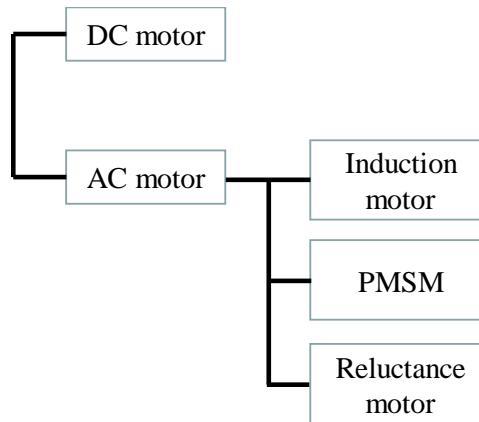 DC motor
AC motor
Induction
motor
PMSM
Reluctance
motor